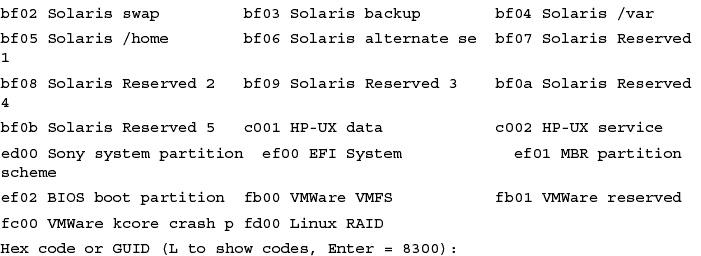 bf02 Solaris swap bf03 Solaris backup bf04 Solaris /var
bf05 Solaris /home bf06 Solaris alternate se bf07 Solaris Reserved
1
bf08 Solaris Reserved 2 bf09 Solaris Reserved 3 bf0a Solaris Reserved
4
bf0b Solaris Reserved 5 c001 HP-UX data c002 HP-UX service
ed00 Sony system partition ef00 EFI System ef01 MBR partition
scheme
ef02 BIOS boot partition fb00 VMWare VMFS fb01 VMWare reserved
fc00 VMWare kcore crash p fd00 Linux RAID
Hex code or GUID (L to show codes, Enter = 8300):